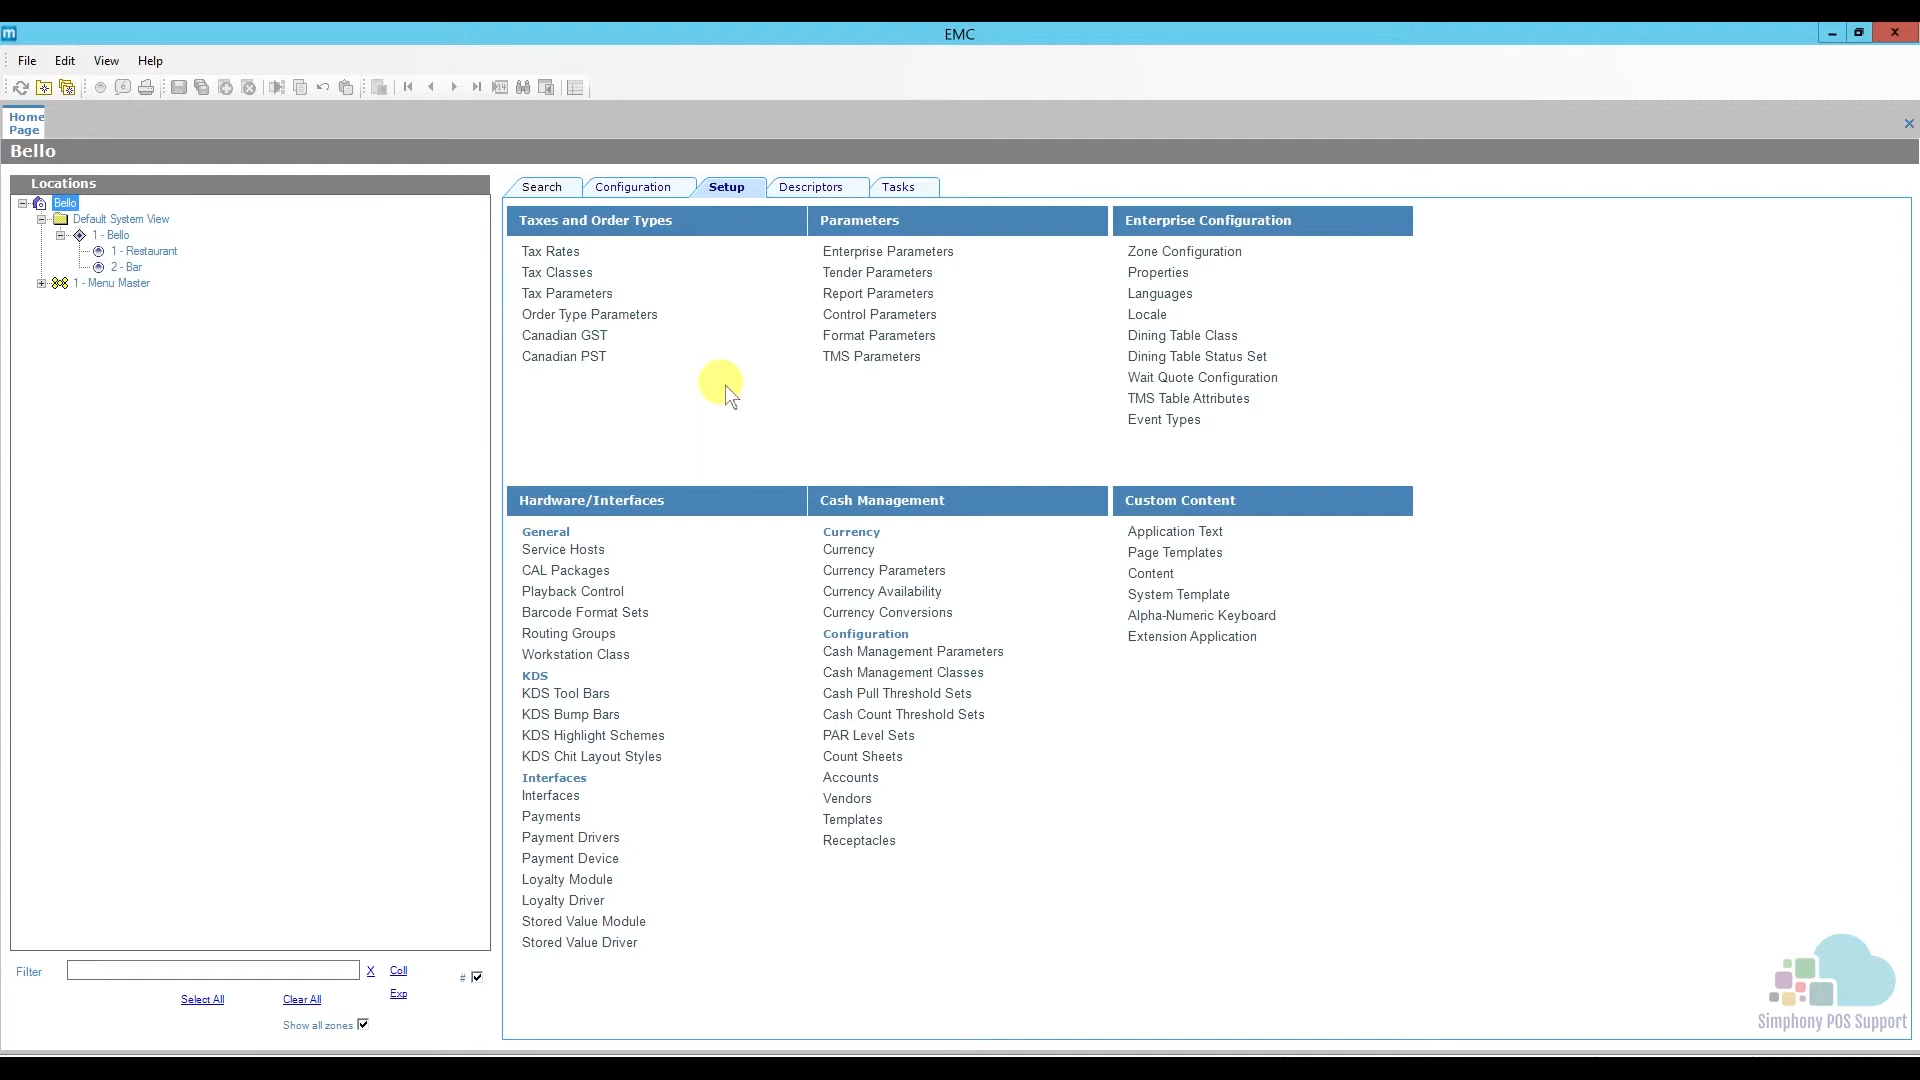 EMC
File Edit View Help
Home
Page
Bello
Locations
Bello
Default System View
1 - Bello
1 - Restaurant
2 - Bar
1 - Menu Master
Filter
X
Coll
Exp
#
Select All
Clear All
Show all zones
Search Configuration Setup Descriptors Tasks
Taxes and Order Types
Tax Rates
Tax Classes
Tax Parameters
Order Type Parameters
Canadian GST
Canadian PST
Parameters
Enterprise Parameters
Tender Parameters
Report Parameters
Control Parameters
Format Parameters
TMS Parameters
Enterprise Configuration
Zone Configuration
Properties
Languages
Locale
Dining Table Class
Dining Table Status Set
Wait Quote Configuration
TMS Table Attributes
Event Types
Hardware/Interfaces
General
Service Hosts
CAL Packages
Playback Control
Barcode Format Sets
Routing Groups
Workstation Class
KDS
KDS Tool Bars
KDS Bump Bars
KDS Highlight Schemes
KDS Chit Layout Styles
Interfaces
Interfaces
Payments
Payment Drivers
Payment Device
Loyalty Module
Loyalty Driver
Stored Value Module
Stored Value Driver
Cash Management
Currency
Currency
Currency Parameters
Currency Availability
Currency Conversions
Configuration
Cash Management Parameters
Cash Management Classes
Cash Pull Threshold Sets
Cash Count Threshold Sets
PAR Level Sets
Count Sheets
Accounts
Vendors
Templates
Receptacles
Custom Content
Application Text
Page Templates
Content
System Template
Alpha-Numeric Keyboard
Extension Application
Simphony POS Support